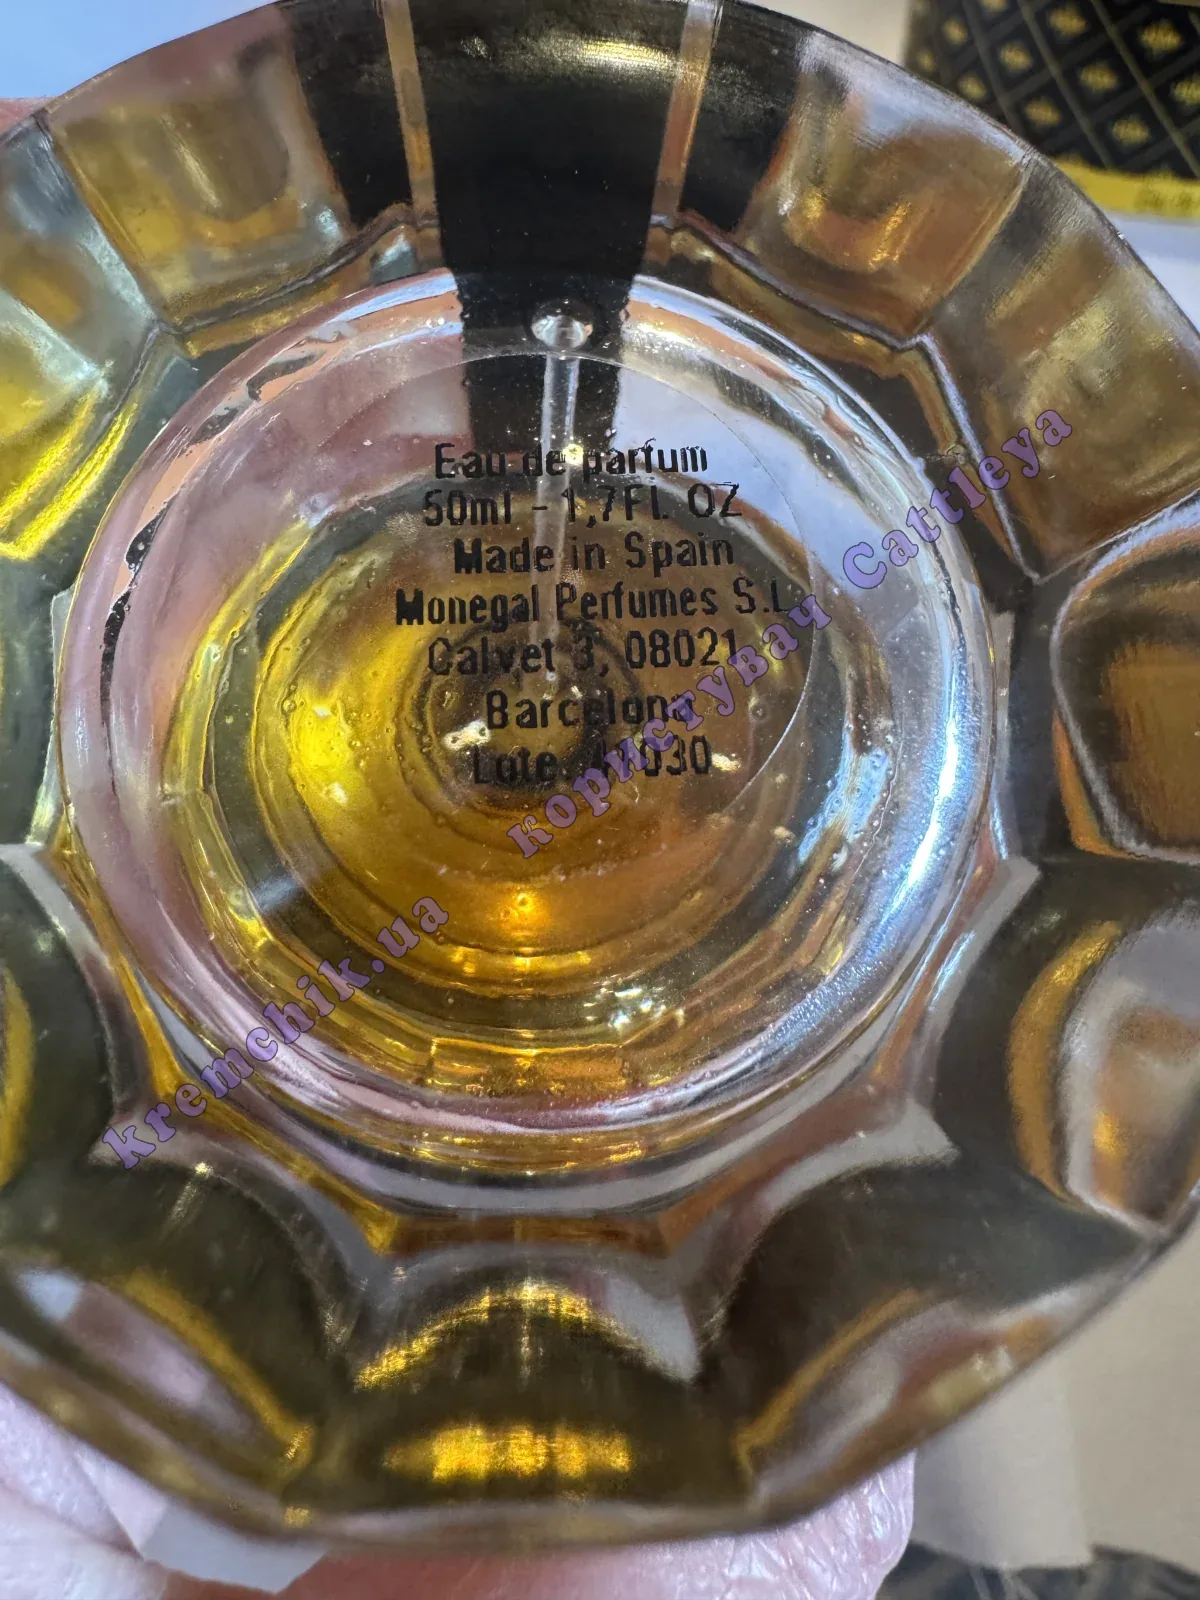 Eau de parfum
50ml - 1,7Fl. OZ
Made in Spain
Monegal Perfumes S.L.
Calvet 3, 08021
Barcelona
Lote
користувач Cattleya
kremchik.ua